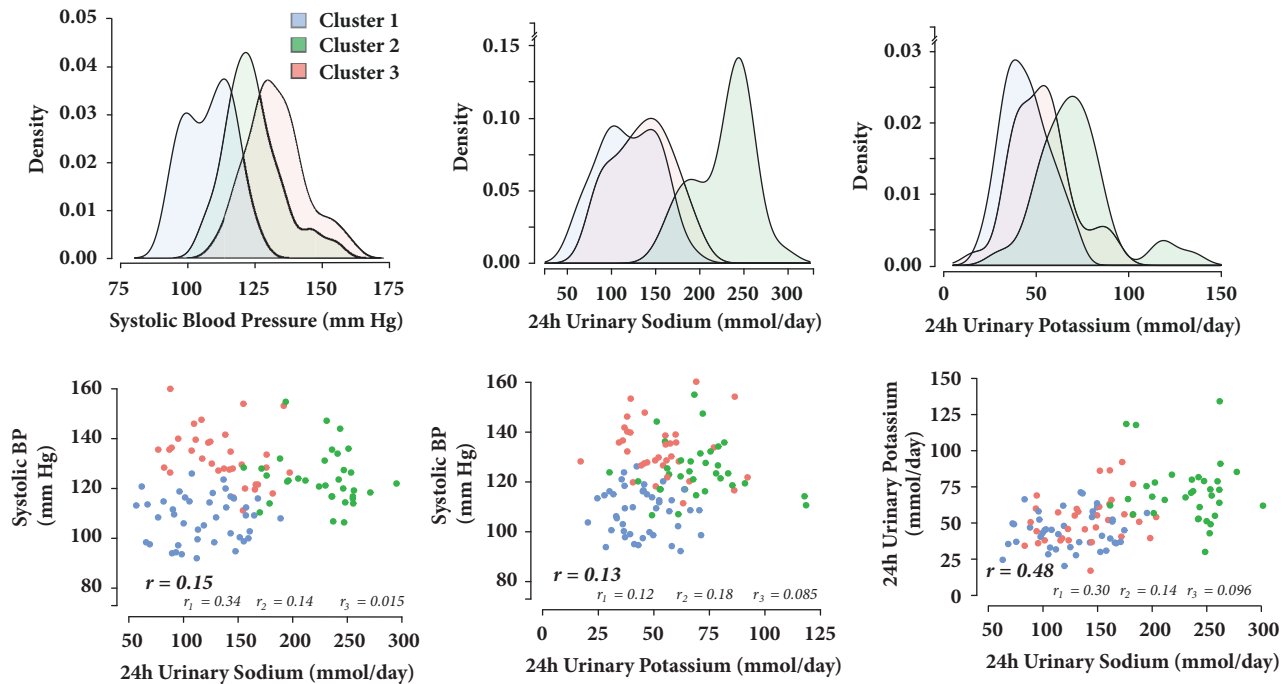 0.05
0.04
0.03
0.02
0.01
0.00
Density
75
100
125
150
175
Systolic Blood Pressure (mm Hg)
Cluster 1
Cluster 2
Cluster 3
0.15
0.10
0.05
0.00
Density
50
100
150
200
250
300
24h Urinary Sodium (mmol/day)
0.03
0.02
0.01
0.00
Density
0
50
100
150
24h Urinary Potassium (mmol/day)
160
140
120
100
80
Systolic BP
(mm Hg)
r = 0.15
r1 = 0.34 r2 = 0.14 r3 = 0.015
50
100
150
200
250
300
24h Urinary Sodium (mmol/day)
160
140
120
100
80
Systolic BP
(mm Hg)
r = 0.13
r1 = 0.12 r2 = 0.18 r3 = 0.085
0
25
50
75
100
125
24h Urinary Potassium (mmol/day)
150
125
100
75
50
25
0
24h Urinary Potassium
(mmol/day)
r = 0.48
r1 = 0.30 r2 = 0.14 r3 = 0.096
50
100
150
200
250
300
24h Urinary Sodium (mmol/day)